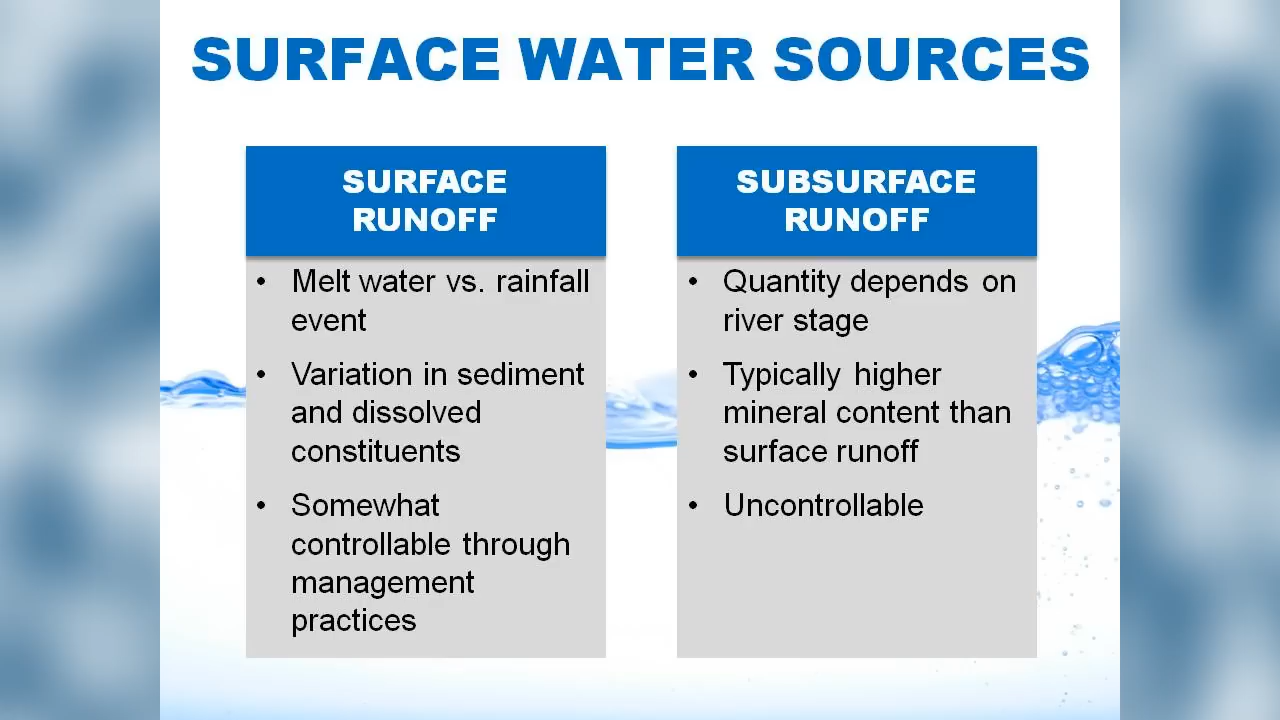 SURFACE WATER SOURCES
SURFACE
RUNOFF
• Melt water vs. rainfall
event
• Variation in sediment
and dissolved
constituents
• Somewhat
controllable through
management
practices
SUBSURFACE
RUNOFF
• Quantity depends on
river stage
• Typically higher
mineral content than
surface runoff
• Uncontrollable